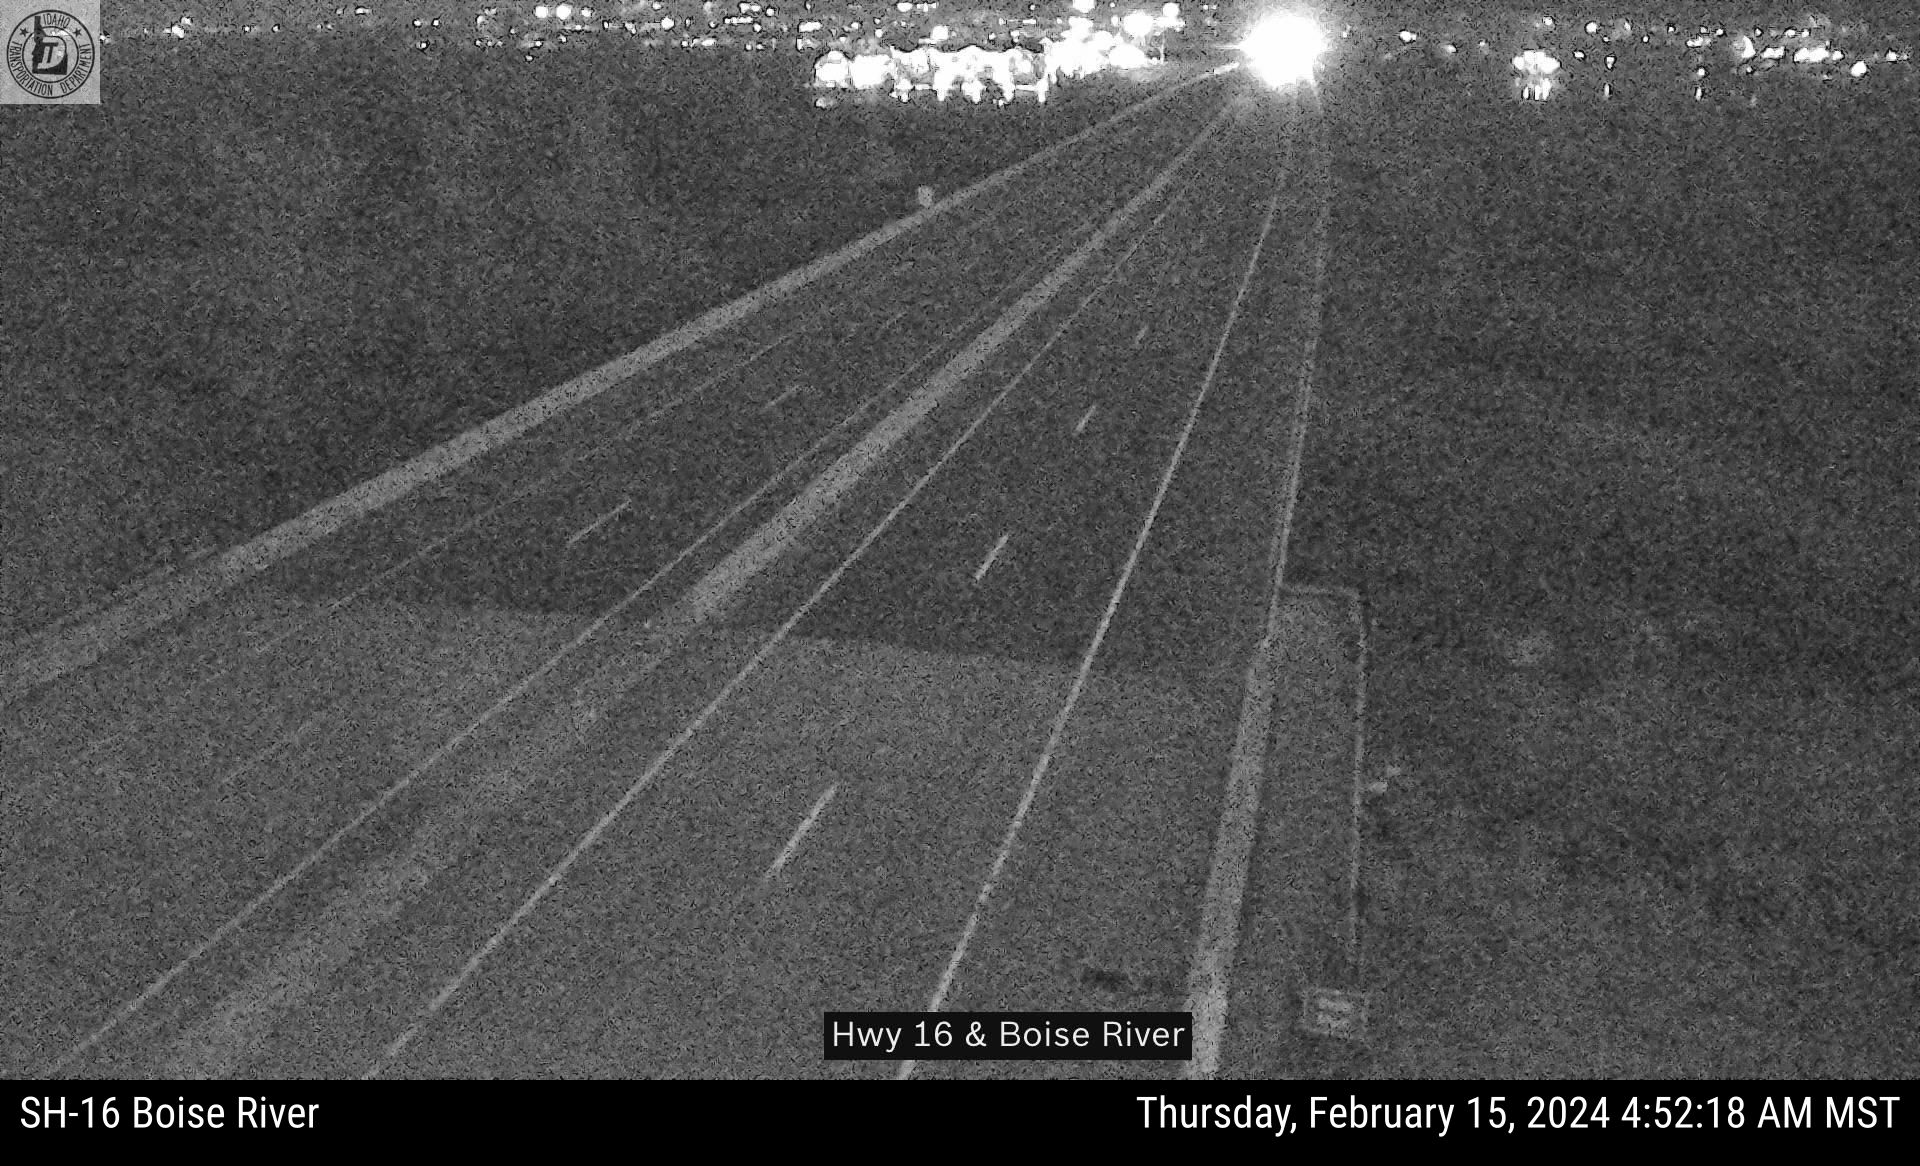 IDAHO
TRANSPORTATION DEPARTMENT
Hwy 16 & Boise River
SH-16 Boise River
Thursday, February 15, 2024 4:52:18 AM MST